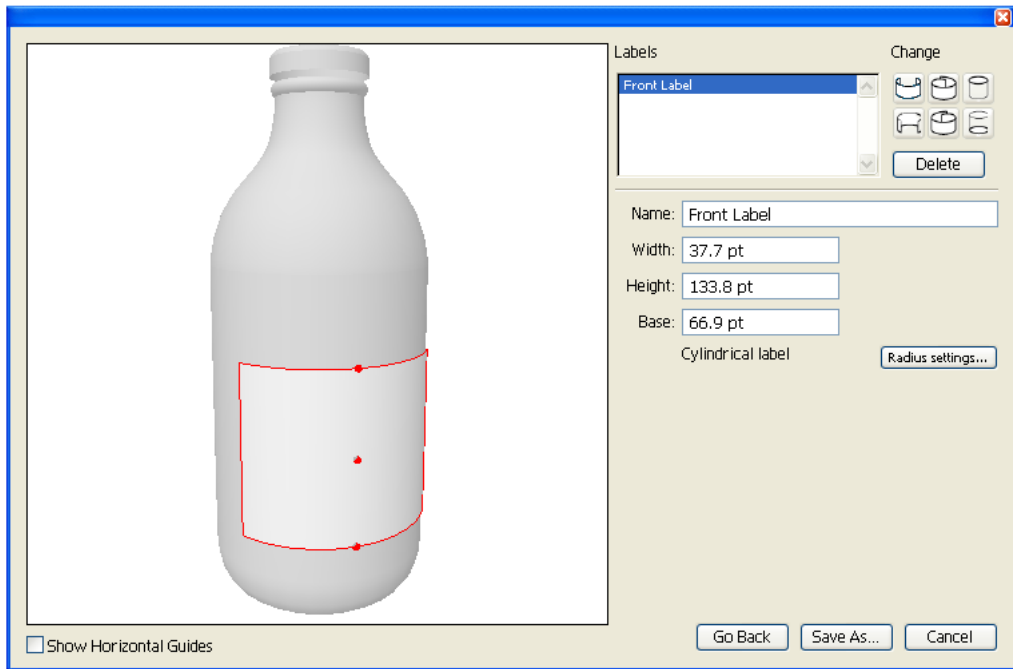 Labels
Change
Front Label
Delete
Name: Front Label
Width: 37.7 pt
Height: 133.8 pt
Base: 66.9 pt
Cylindrical label
Radius settings...
Show Horizontal Guides
Go Back
Save As...
Cancel